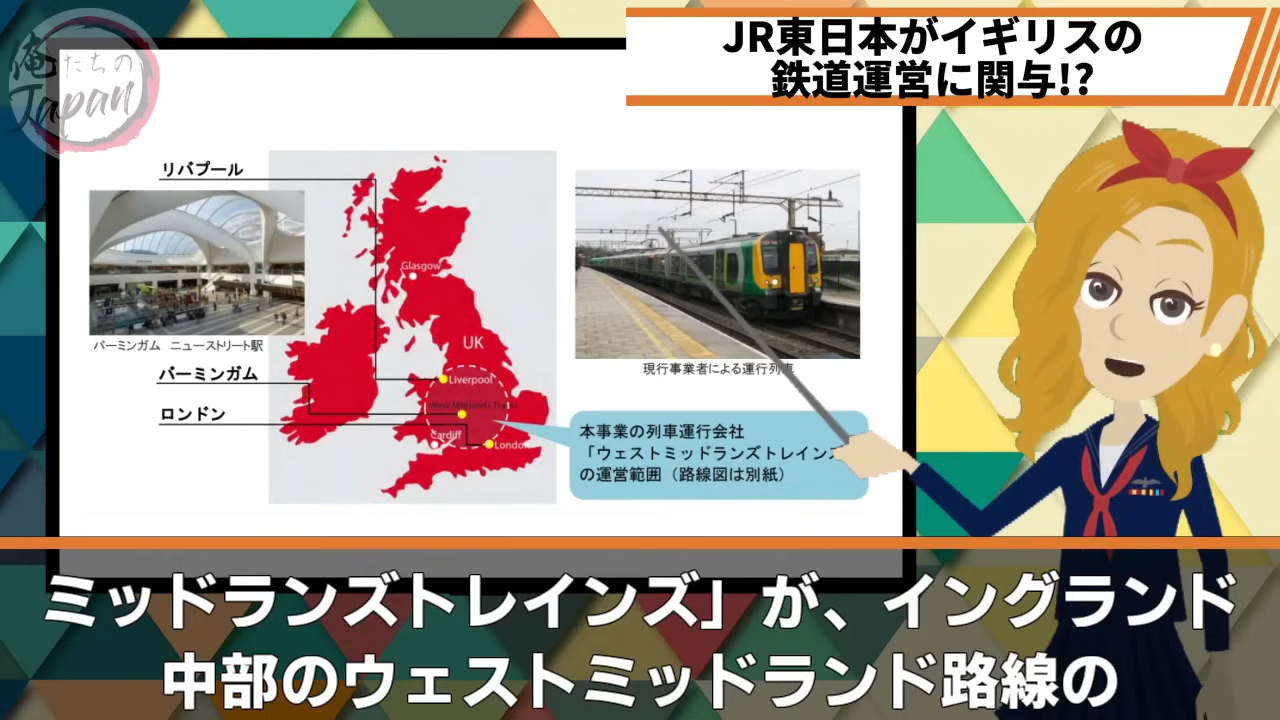 俺たちの
Japan
JR東日本がイギリスの
鉄道運営に関与!?
リバプール
バーミンガム ニューストリート駅
バーミンガム
ロンドン
Glasgow
UK
Liverpool
West Midlands Trains
Cardiff
Londo
現行事業者による運行列車
本事業の列車運行会社
「ウェストミッドランズトレインズ
の運営範囲（路線図は別紙）
ミッドランズトレインズ」が、イングランド
中部のウェストミッドランド路線の